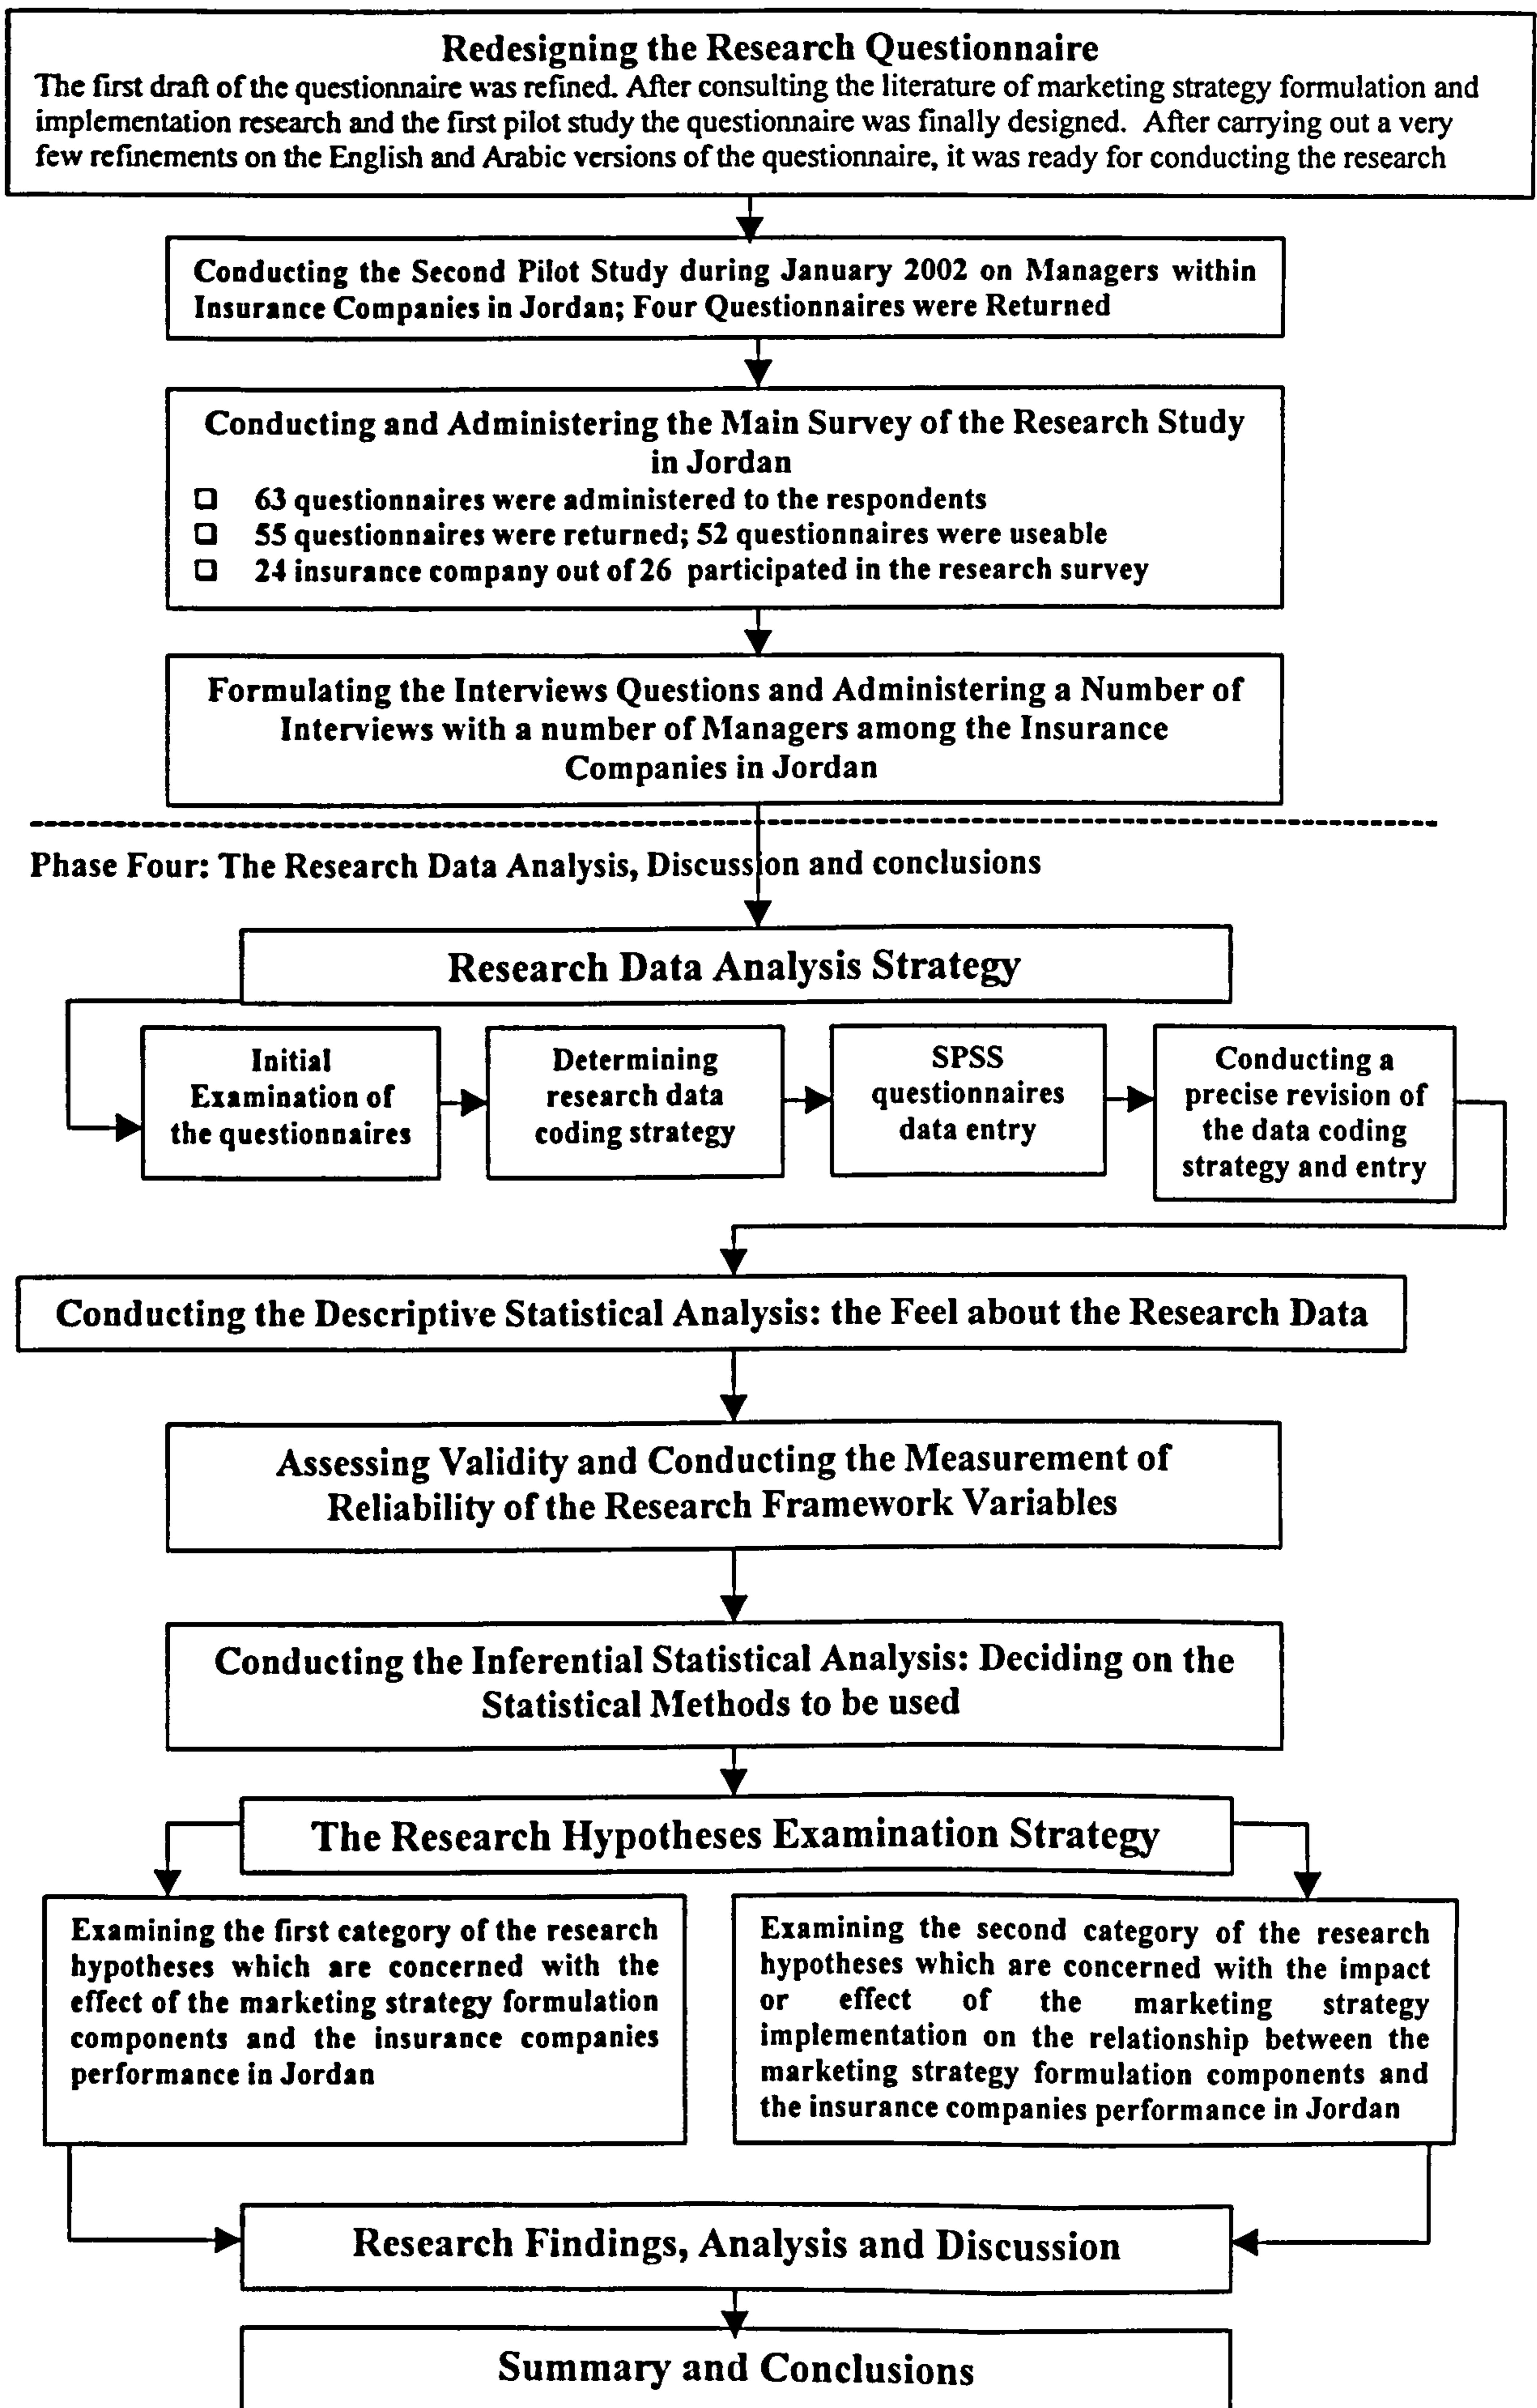 Redesigning the Research Questionnaire
The first draft of the questionnaire was refined. After consulting the literature of marketing strategy formulation and
implementation research and the first pilot study the questionnaire was finally designed. After carrying out a very
few refinements on the English and Arabic versions of the questionnaire, it was ready for conducting the research
Conducting the Second Pilot Study during January 2002 on Managers within
Insurance Companies in Jordan; Four Questionnaires were Returned
Conducting and Administering the Main Survey of the Research Study
in Jordan
❑ 63 questionnaires were administered to the respondents
❑ 55 questionnaires were returned; 52 questionnaires were useable
❑ 24 insurance company out of 26 participated in the research survey
Formulating the Interviews Questions and Administering a Number of
Interviews with a number of Managers among the Insurance
Companies in Jordan
Phase Four: The Research Data Analysis, Discussion and conclusions
Research Data Analysis Strategy
Initial
Examination of
the questionnaires
Determining
research data
coding strategy
SPSS
questionnaires
data entry
Conducting a
precise revision of
the data coding
strategy and entry
Conducting the Descriptive Statistical Analysis: the Feel about the Research Data
Assessing Validity and Conducting the Measurement of
Reliability of the Research Framework Variables
Conducting the Inferential Statistical Analysis: Deciding on the
Statistical Methods to be used
The Research Hypotheses Examination Strategy
Examining the first category of the research
hypotheses which are concerned with the
effect of the marketing strategy formulation
components and the insurance companies
performance in Jordan
Examining the second category of the research
hypotheses which are concerned with the impact
or effect of the marketing strategy
implementation on the relationship between the
marketing strategy formulation components and
the insurance companies performance in Jordan
Research Findings, Analysis and Discussion
Summary and Conclusions